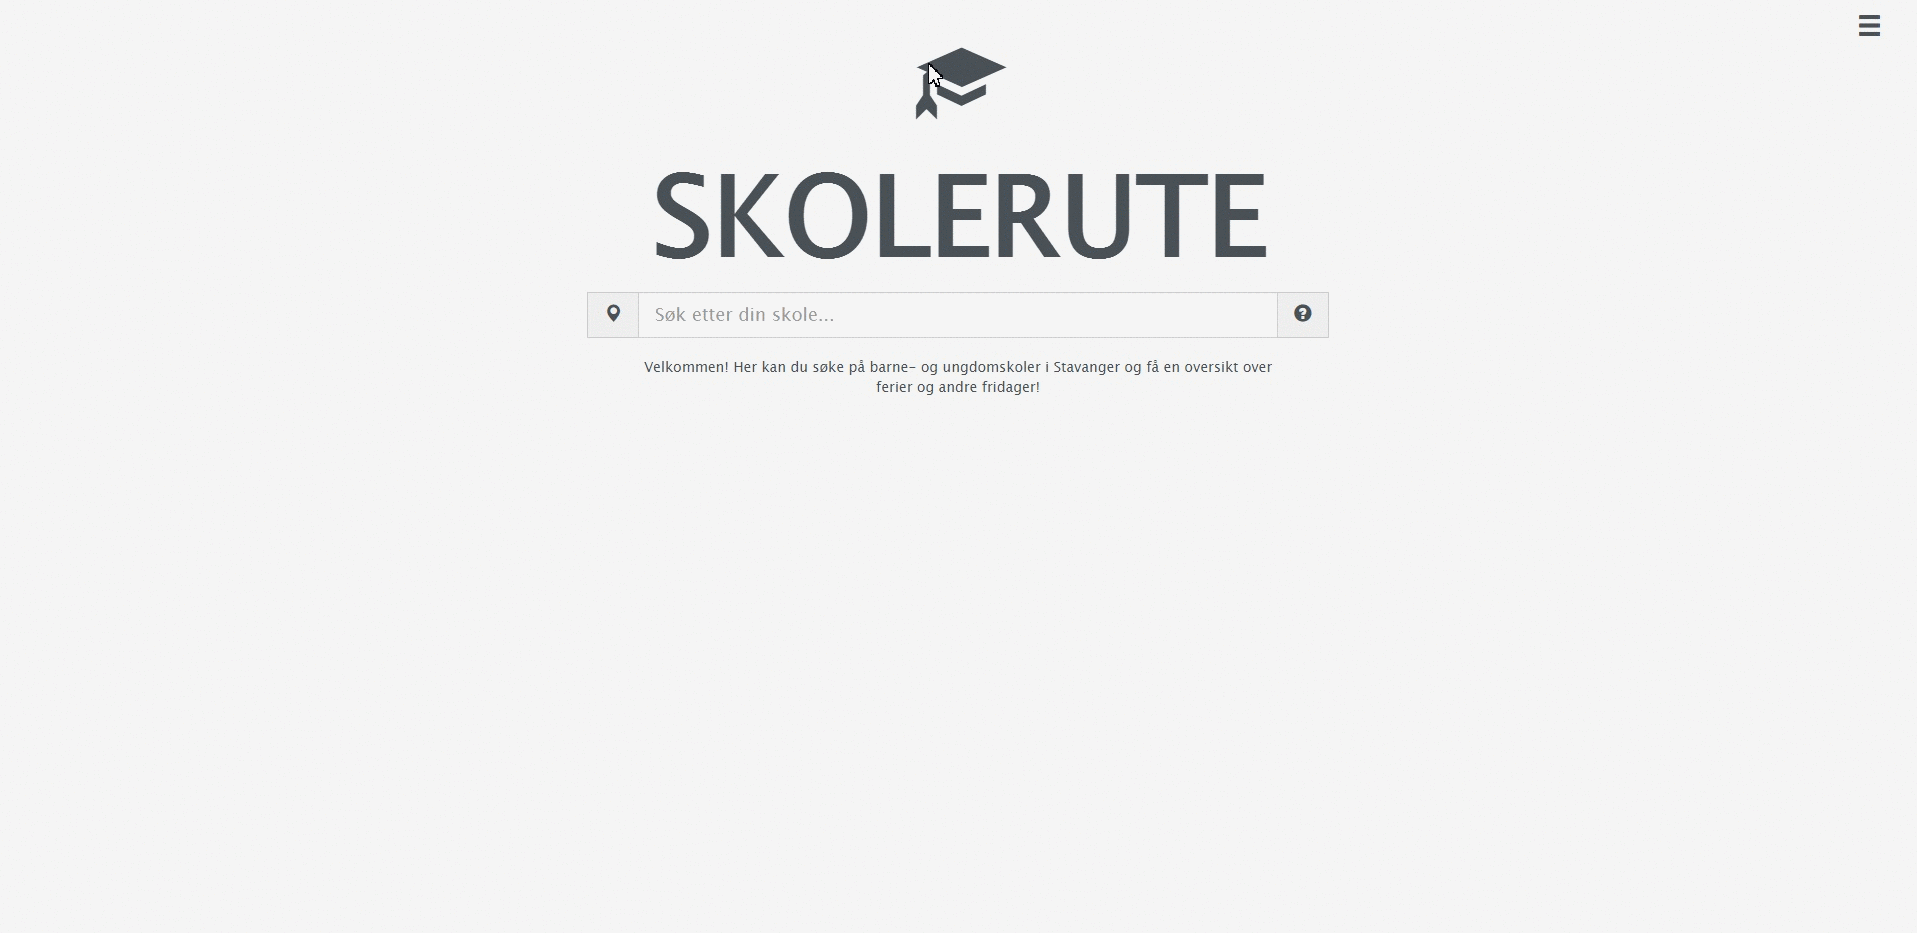 SKOLERUTE
Søk etter din skole...
Velkommen! Her kan du søke på barne- og ungdomskoler i Stavanger og få en oversikt over
ferier og andre fridager!